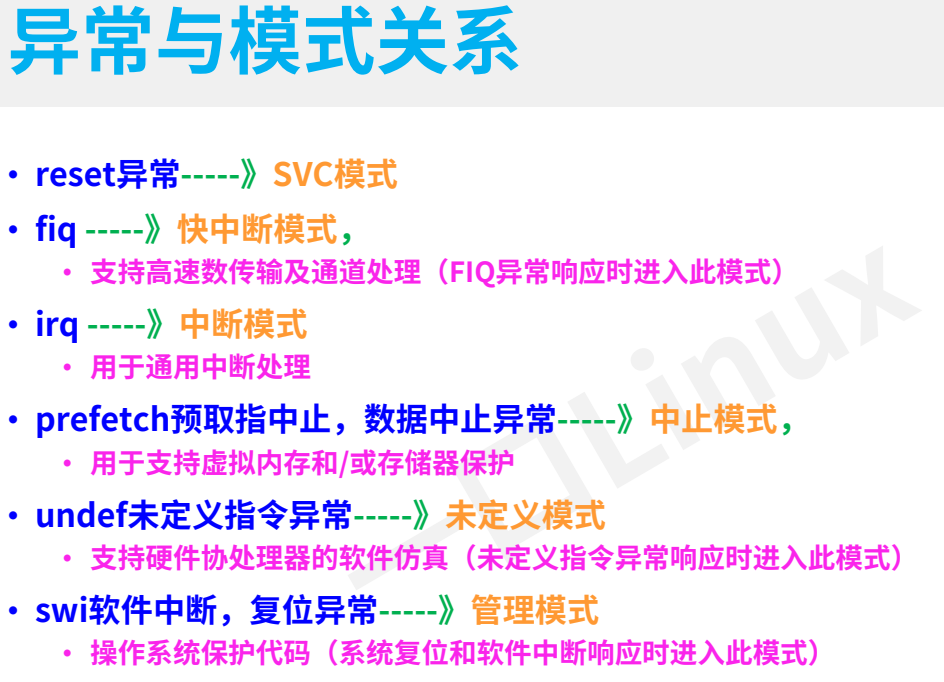 异常与模式关系
• reset异常-----》SVC模式
• fiq -----》快中断模式，
• 支持高速数传输及通道处理（FIQ异常响应时进入此模式）
• irq -----》中断模式
• 用于通用中断处理
• prefetch预取指中止，数据中止异常-----》中止模式，
• 用于支持虚拟内存和/或存储器保护
• undef未定义指令异常-----》未定义模式
• 支持硬件协处理器的软件仿真（未定义指令异常响应时进入此模式）
• swi软件中断，复位异常-----》管理模式
• 操作系统保护代码（系统复位和软件中断响应时进入此模式）
一口Linux